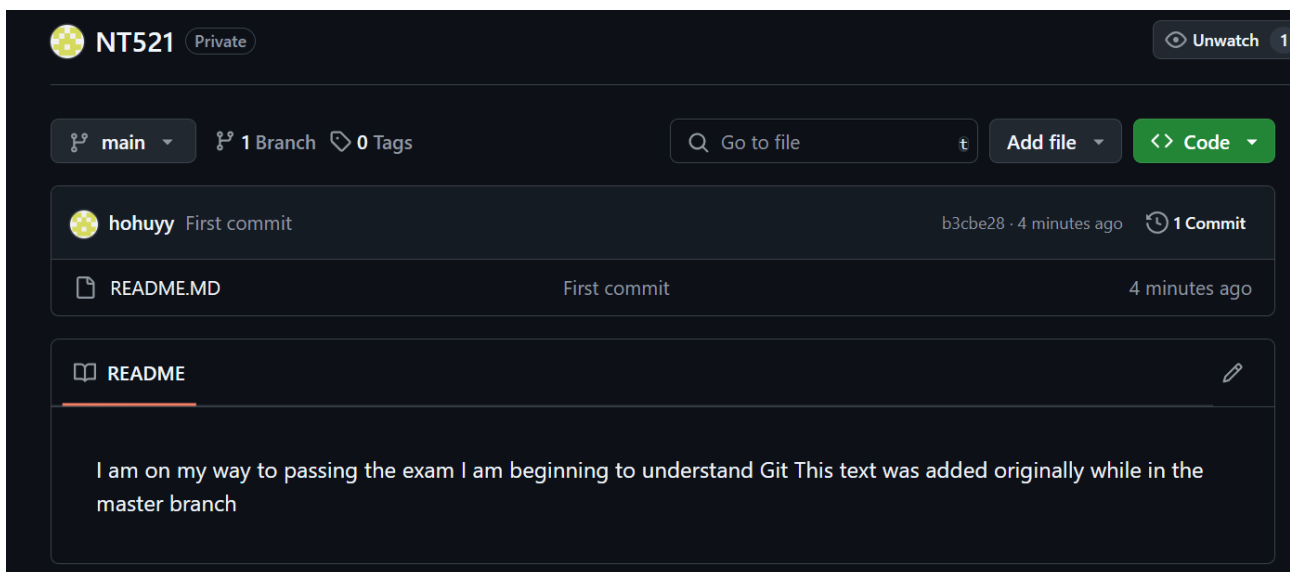 NT521 Private Unwatch 1
main 1 Branch 0 Tags Go to file t Add file Code
hohuyy First commit b3cbe28 · 4 minutes ago 1 Commit
README.MD First commit 4 minutes ago
README
I am on my way to passing the exam I am beginning to understand Git This text was added originally while in the
master branch